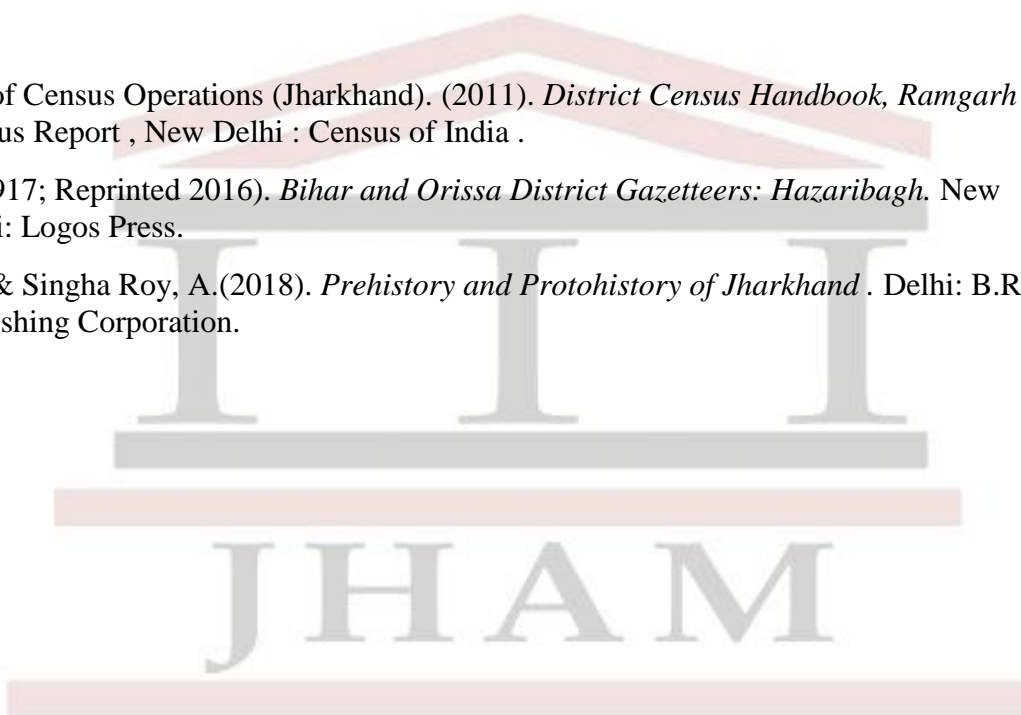 of Census Operations (Jharkhand). (2011). District Census Handbook, Ramgarh
us Report , New Delhi : Census of India .
917; Reprinted 2016). Bihar and Orissa District Gazetteers: Hazaribagh. New
i: Logos Press.
& Singha Roy, A.(2018). Prehistory and Protohistory of Jharkhand . Delhi: B.R
shing Corporation.
JHAM